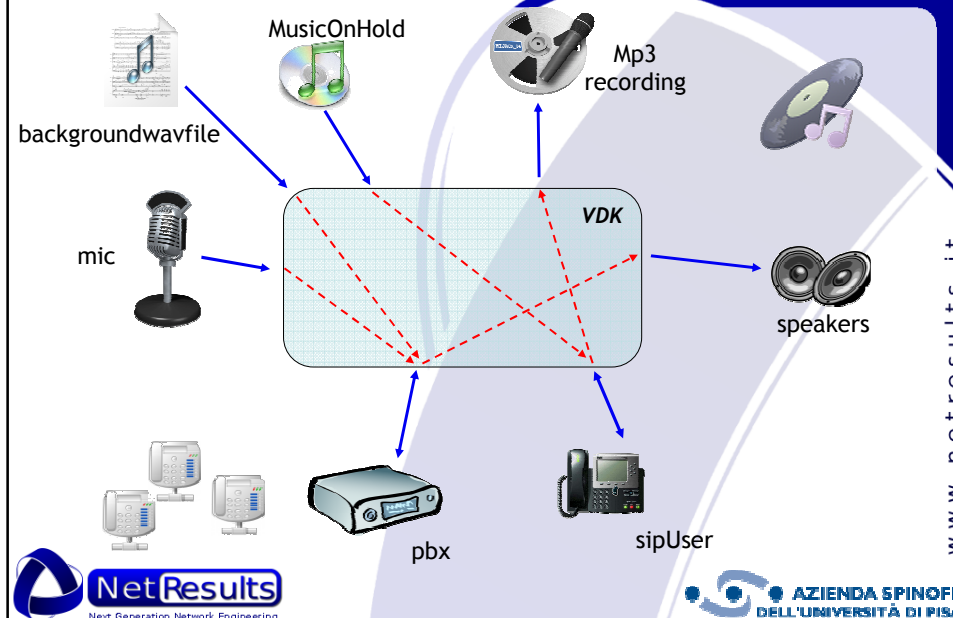 MusicOnHold
Mp3
recording
backgroundwavfile
VDK
mic
speakers
pbx
sipUser
www.netresults.it
NetResults
Next Generation Network Engineering
AZIENDA SPINOFF
DELL'UNIVERSITÀ DI PISA